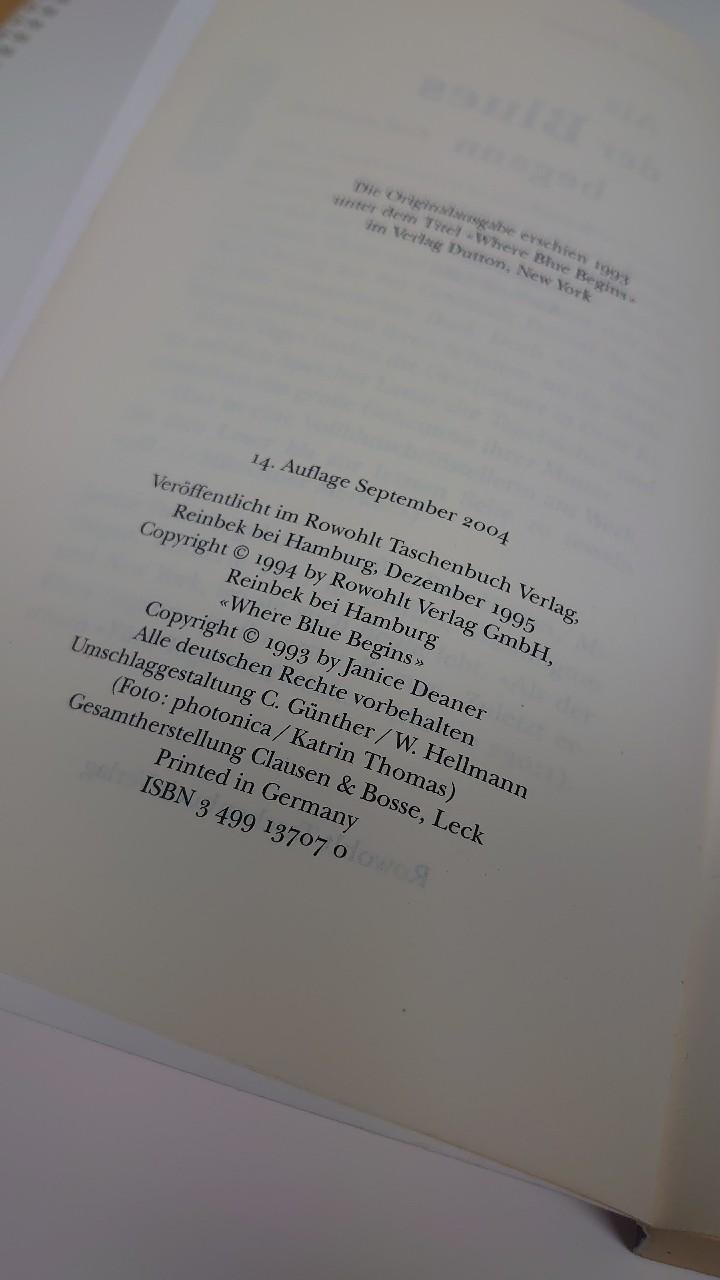 Die Originalausgabe erschien 1993
unter dem Titel «Where Blue Begins»
im Verlag Dutton, New York
14. Auflage September 2004
Veröffentlicht im Rowohlt Taschenbuch Verlag,
Reinbek bei Hamburg, Dezember 1995
Copyright © 1994 by Rowohlt Verlag GmbH,
Reinbek bei Hamburg
«Where Blue Begins»
Copyright © 1993 by Janice Deaner
Alle deutschen Rechte vorbehalten
Umschlaggestaltung C. Günther / W. Hellmann
(Foto: photonica / Katrin Thomas)
Gesamtherstellung Clausen & Bosse, Leck
Printed in Germany
ISBN 3 499 13707 0